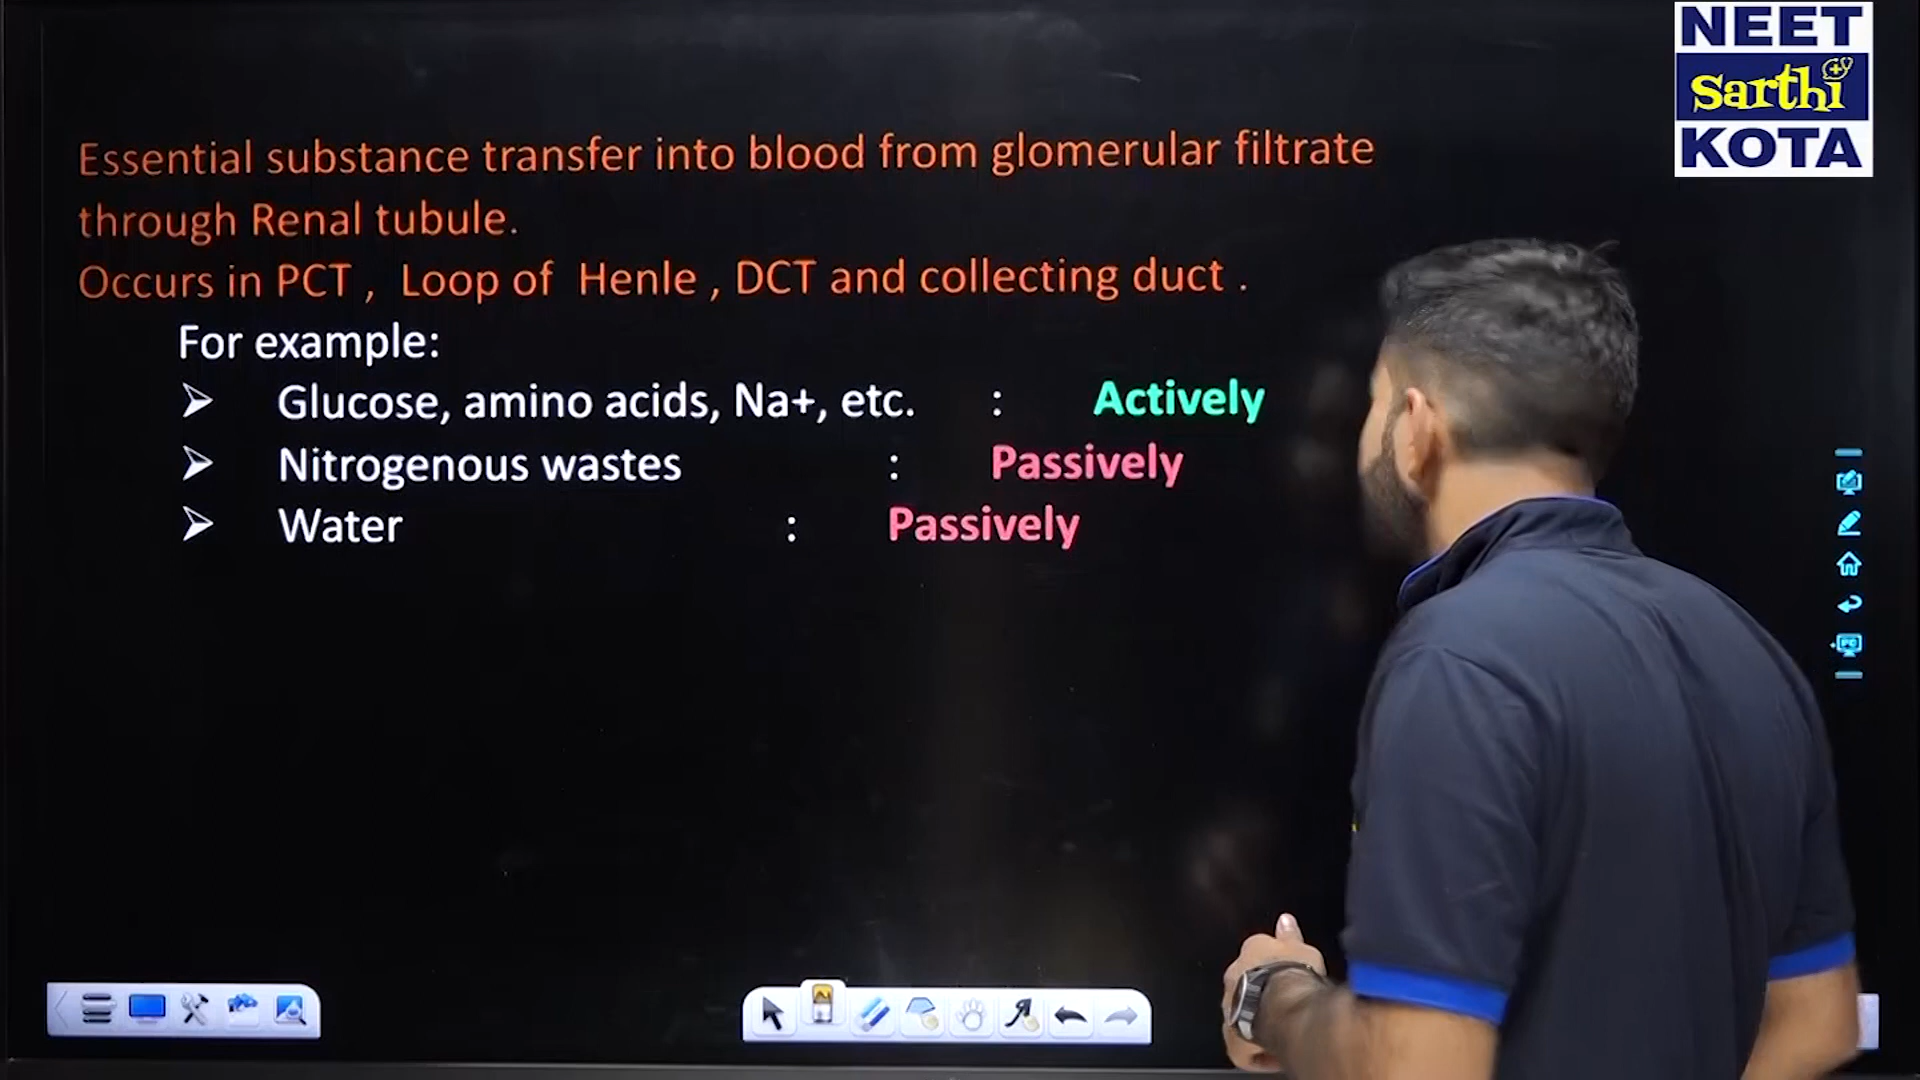 NEET
Sarthi
KOTA
Essential substance transfer into blood from glomerular filtrate
through Renal tubule.
Occurs in PCT , Loop of Henle , DCT and collecting duct .
For example:
➢ Glucose, amino acids, Na+, etc. : Actively
➢ Nitrogenous wastes : Passively
➢ Water : Passively
PC